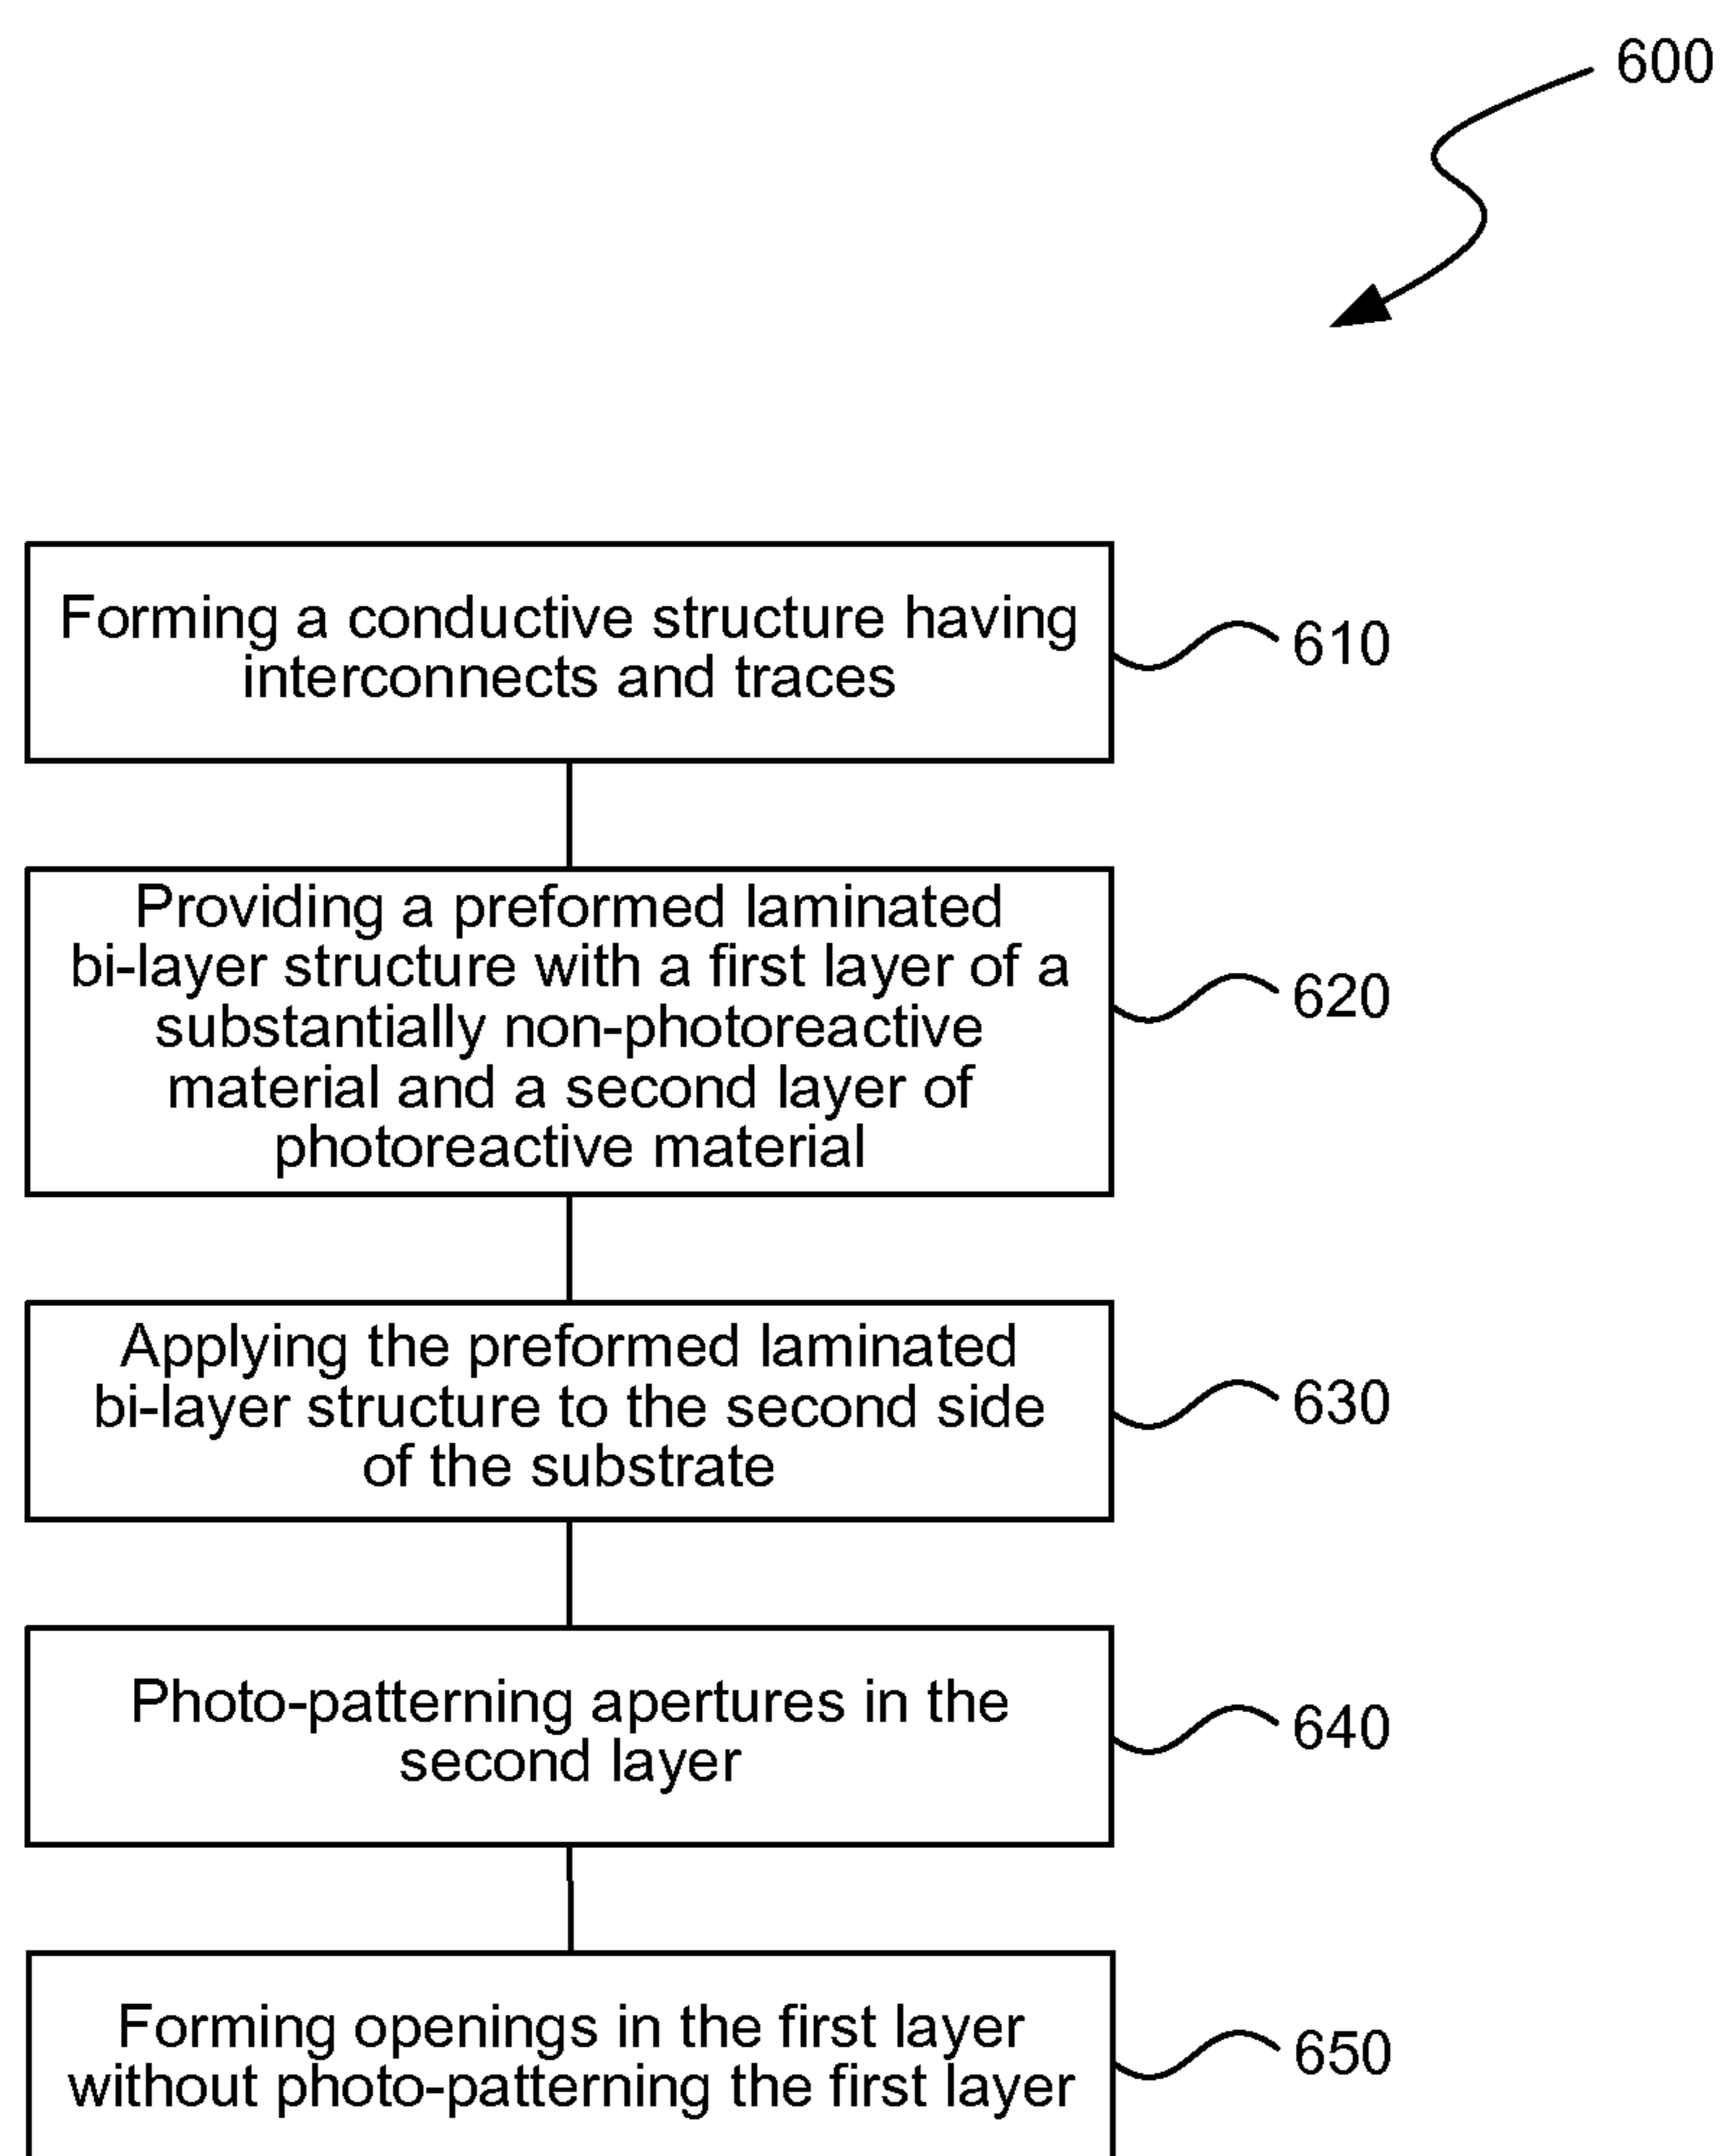 600
Forming a conductive structure having
interconnects and traces
610
Providing a preformed laminated
bi-layer structure with a first layer of a
substantially non-photoreactive
material and a second layer of
photoreactive material
620
Applying the preformed laminated
bi-layer structure to the second side
of the substrate
630
Photo-patterning apertures in the
second layer
640
Forming openings in the first layer
without photo-patterning the first layer
650